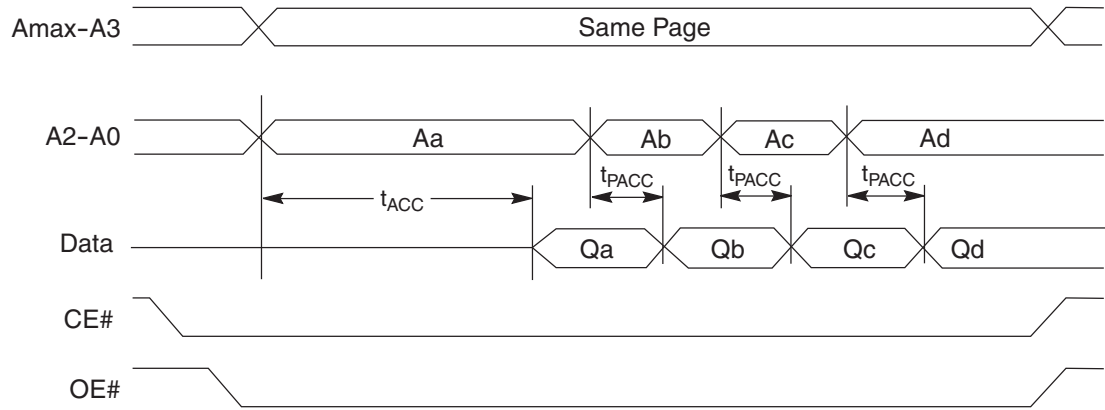 Amax-A3 Same Page
A2-A0 Aa Ab Ac Ad
tACC tPACC tPACC tPACC
Data Qa Qb Qc Qd
CE#
OE#